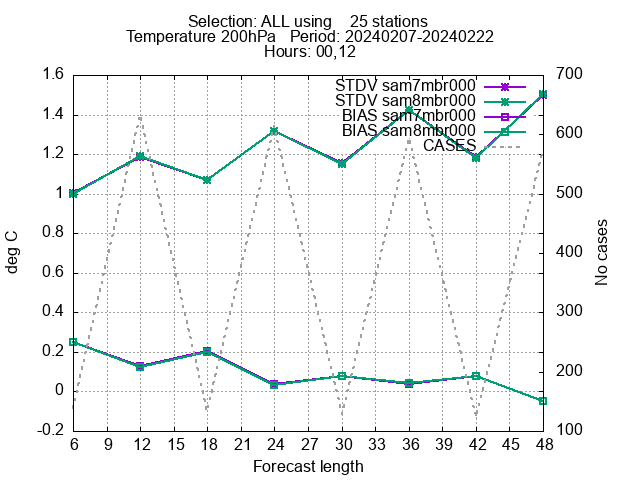 Selection: ALL using    25 stations
Temperature 200hPa   Period: 20240207-20240222
Hours: 00,12
STDV sam7mbr000
STDV sam8mbr000
BIAS sam7mbr000
BIAS sam8mbr000
CASES
1.6
1.4
1.2
1
0.8
0.6
0.4
0.2
0
-0.2
deg C
700
600
500
400
300
200
100
No cases
6 9 12 15 18 21 24 27 30 33 36 39 42 45 48
Forecast length